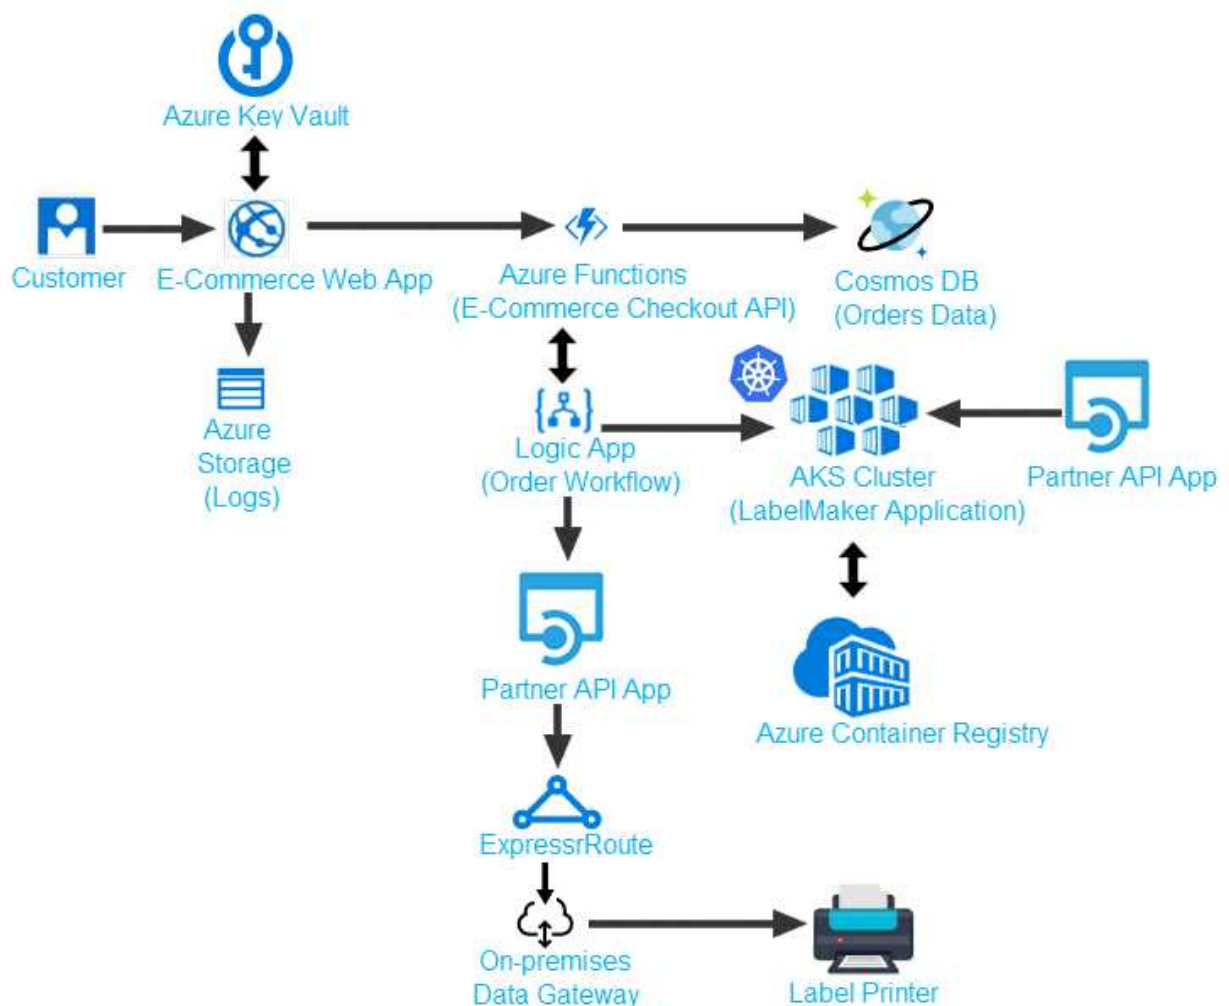 Azure Key Vault
Customer
E-Commerce Web App
Azure Functions
(E-Commerce Checkout API)
Cosmos DB
(Orders Data)
Azure
Storage
(Logs)
Logic App
(Order Workflow)
AKS Cluster
(LabelMaker Application)
Partner API App
Partner API App
Azure Container Registry
ExpressrRoute
On-premises
Data Gateway
Label Printer